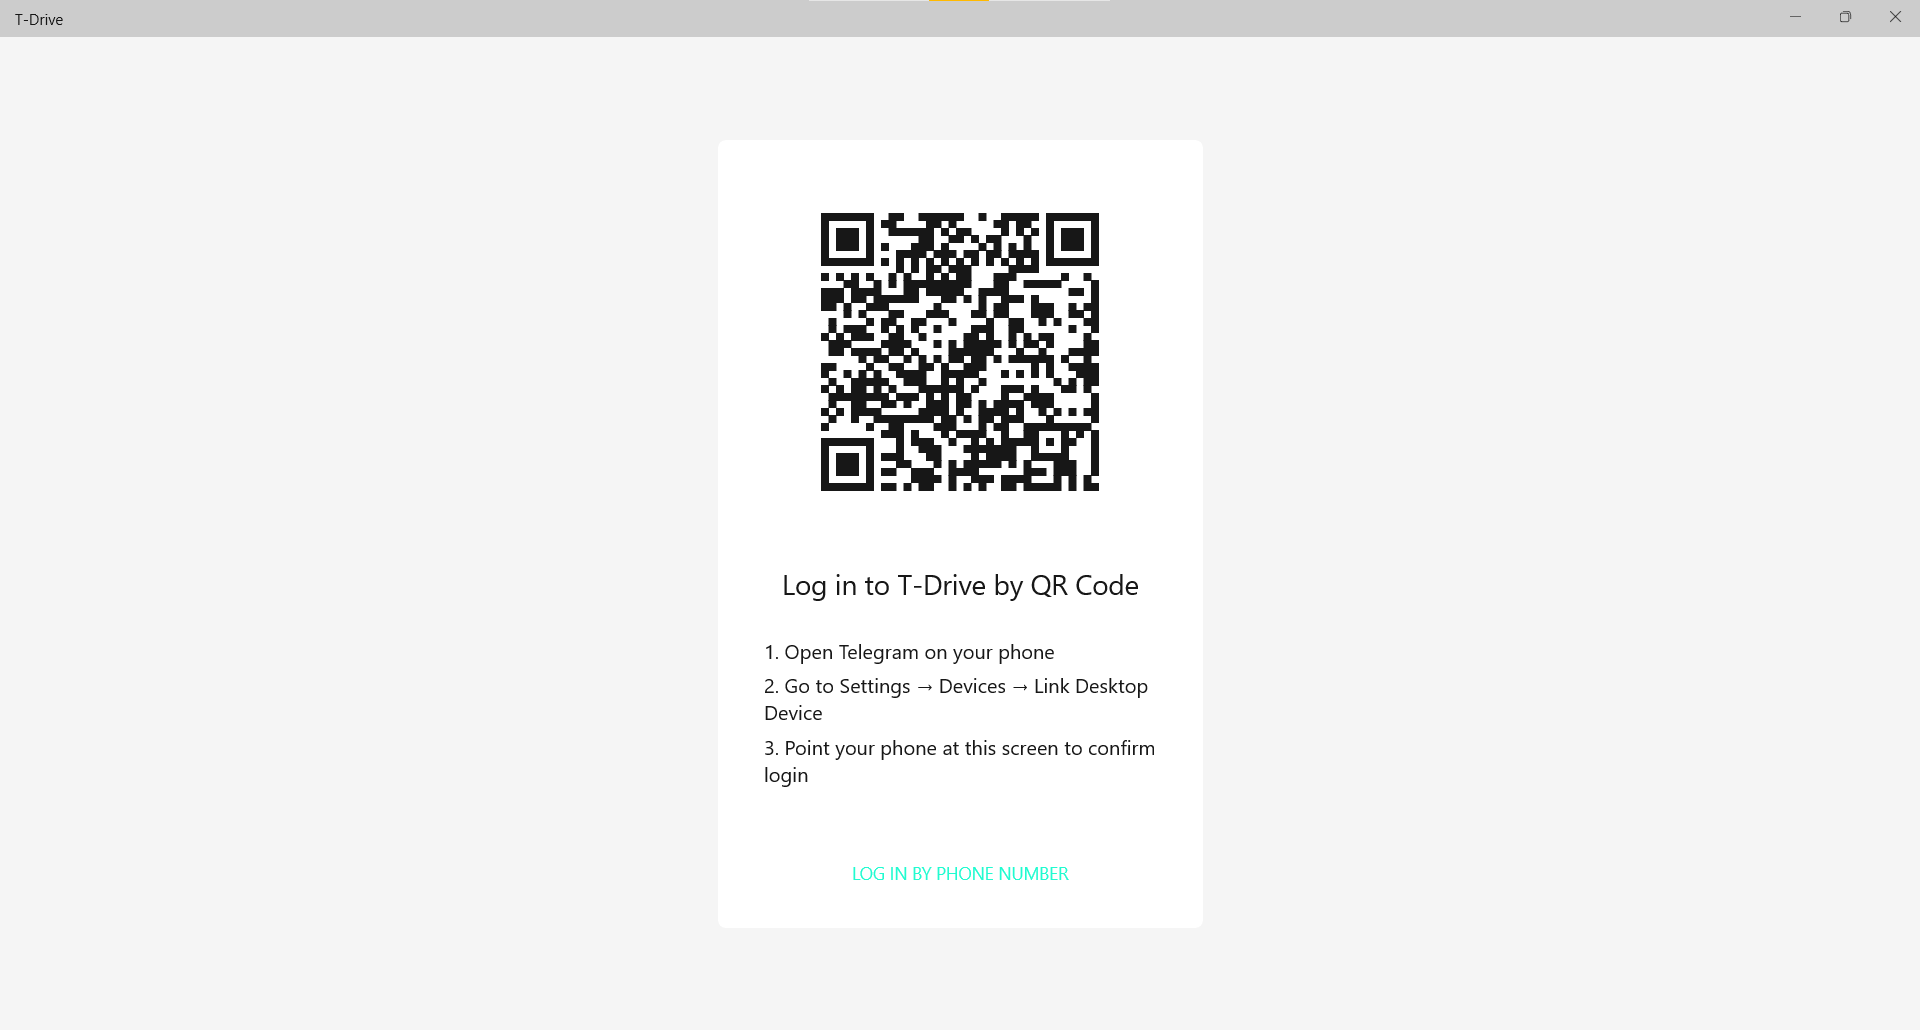 T-Drive
Log in to T-Drive by QR Code
1. Open Telegram on your phone
2. Go to Settings → Devices → Link Desktop
Device
3. Point your phone at this screen to confirm
login
LOG IN BY PHONE NUMBER